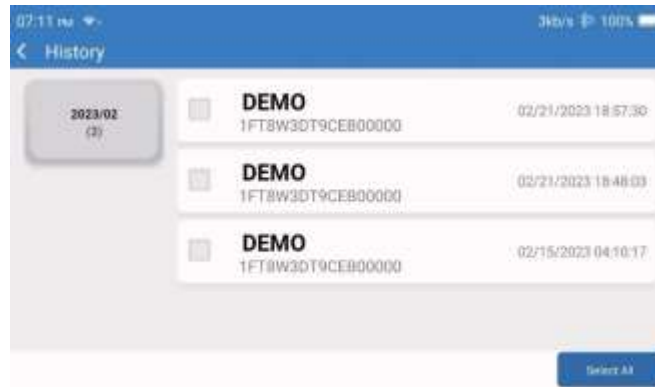 07:11 PM
3kb/s 100%
History
2023/02
(3)
DEMO
1FT8W3DT9CEB00000
02/21/2023 18:57:30
DEMO
1FT8W3DT9CEB00000
02/21/2023 18:48:03
DEMO
1FT8W3DT9CEB00000
02/15/2023 04:10:17
Select All